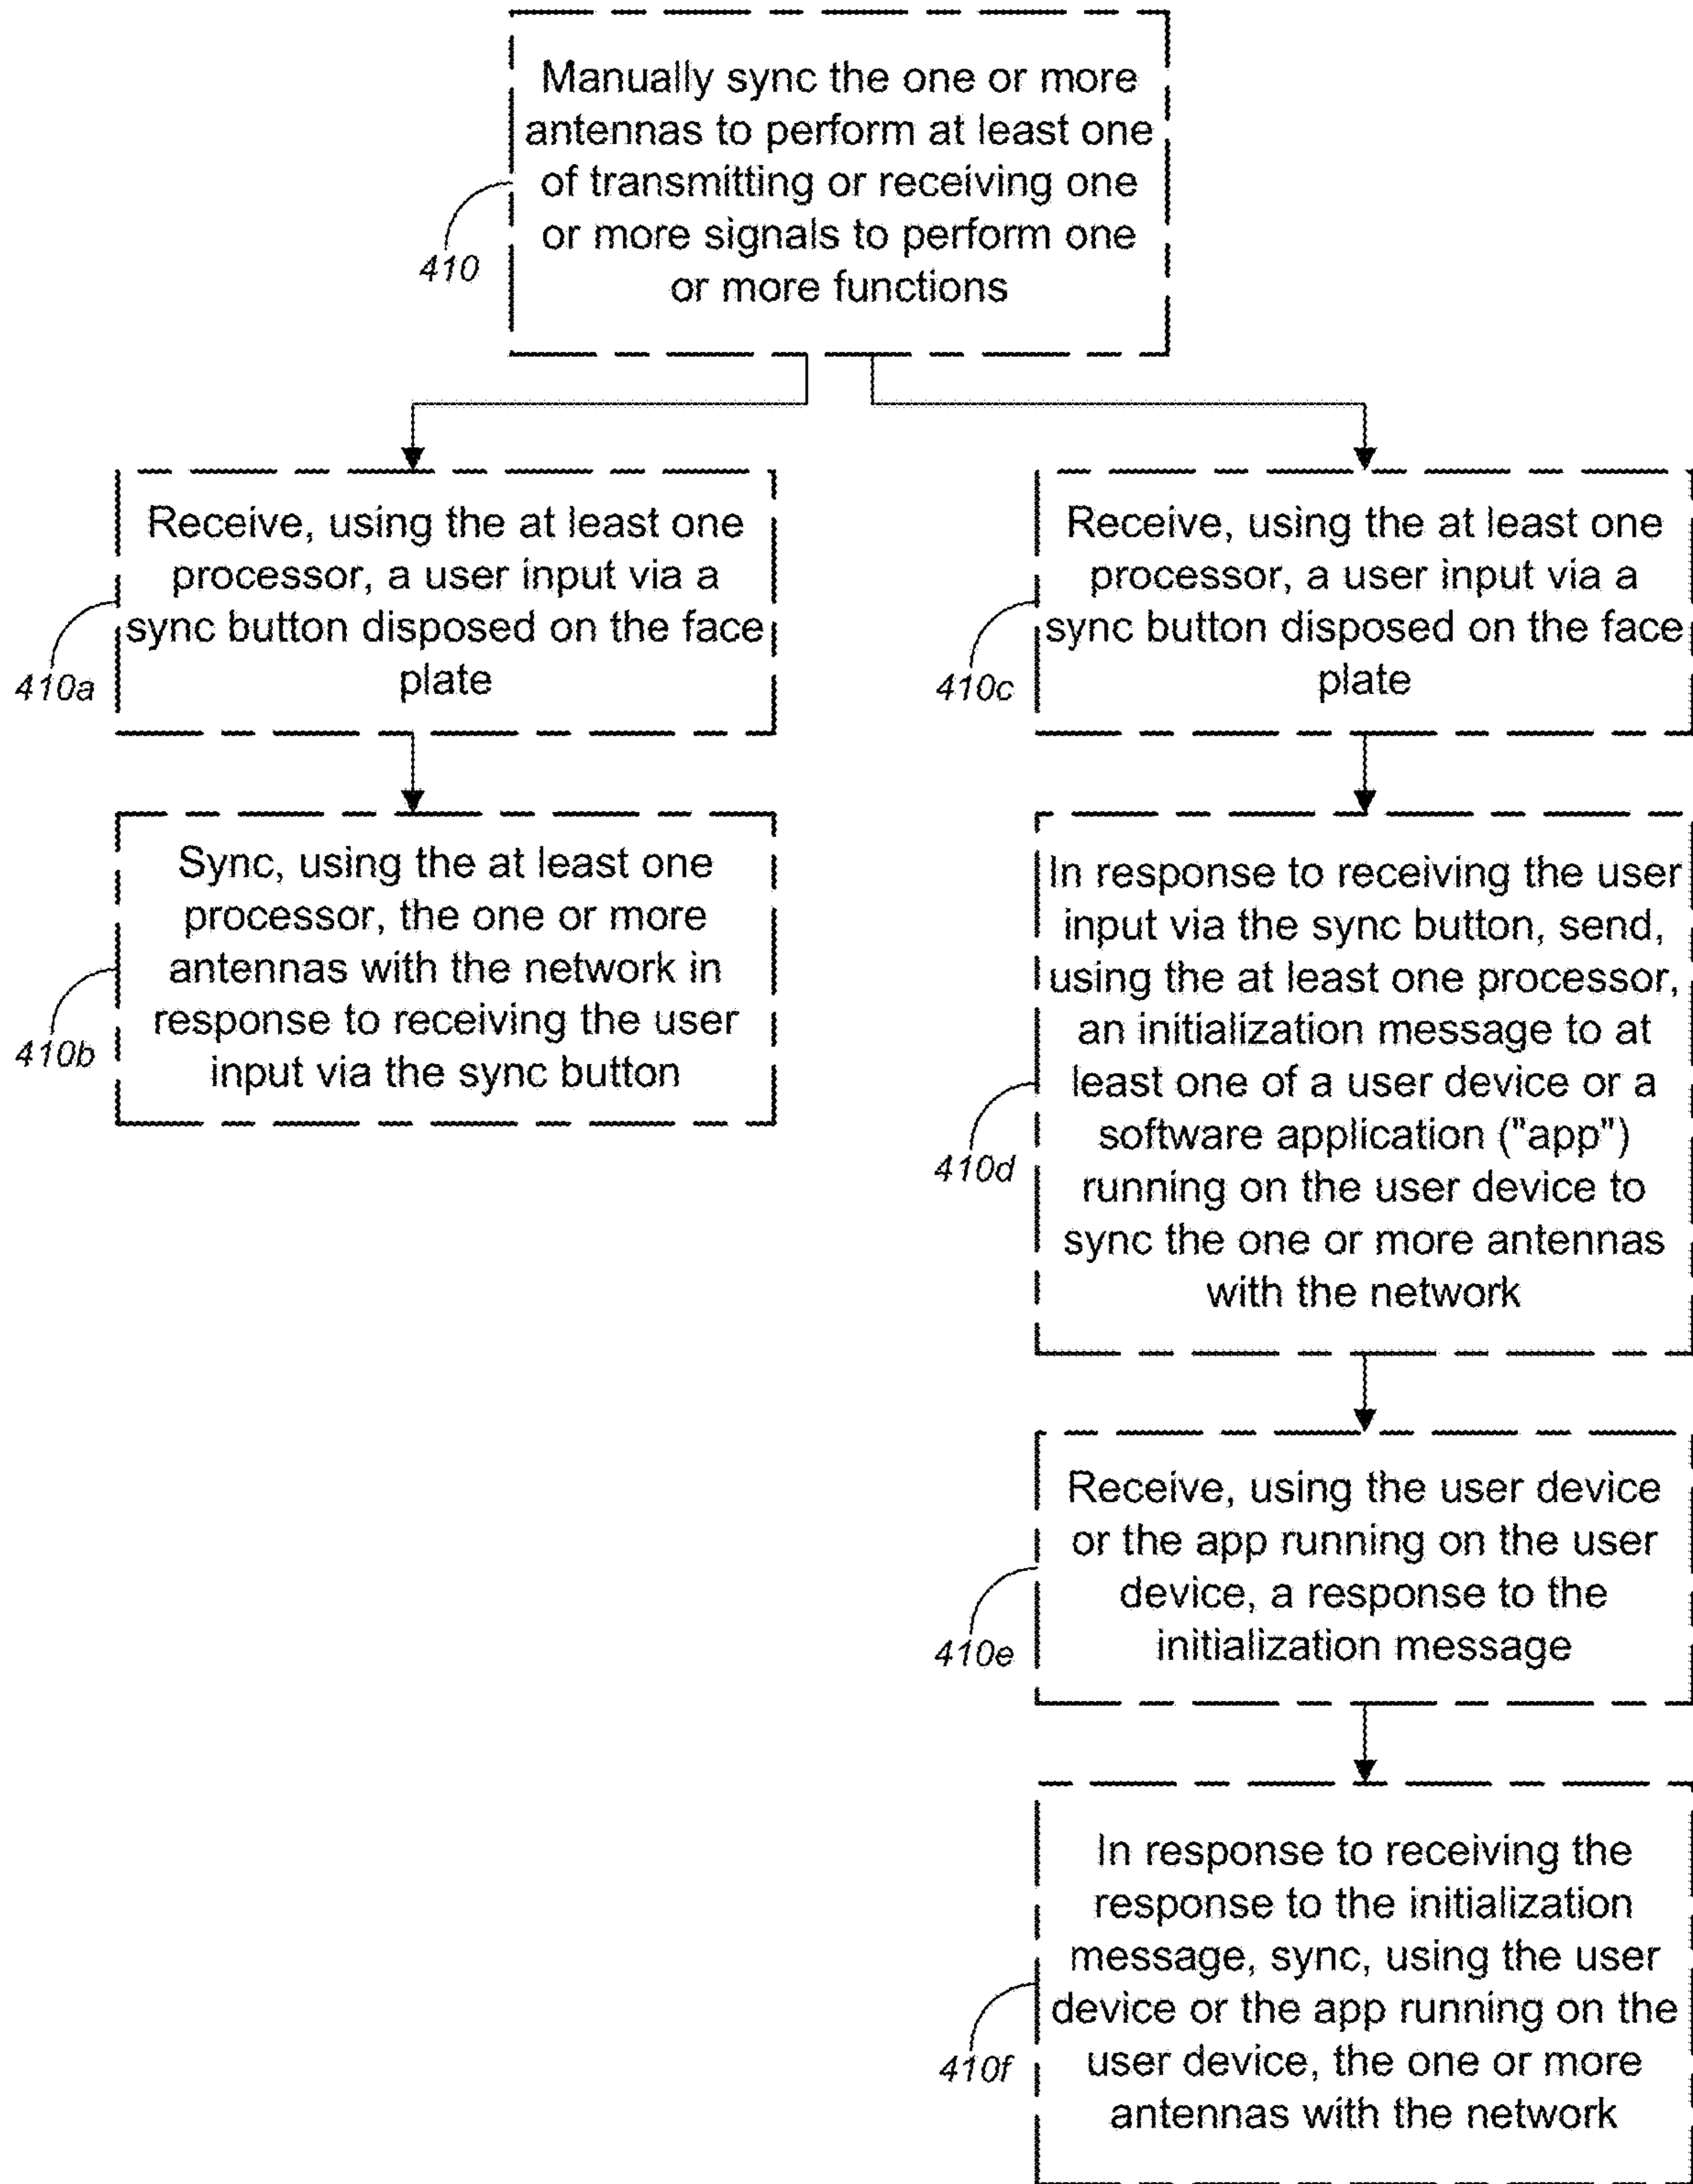 Manually sync the one or more
antennas to perform at least one
of transmitting or receiving one
or more signals to perform one
or more functions
410
Receive, using the at least one
processor, a user input via a
sync button disposed on the face
plate
410a
Sync, using the at least one
processor, the one or more
antennas with the network in
response to receiving the user
input via the sync button
410b
Receive, using the at least one
processor, a user input via a
sync button disposed on the face
plate
410c
In response to receiving the user
input via the sync button, send,
using the at least one processor,
an initialization message to at
least one of a user device or a
software application ("app")
running on the user device to
sync the one or more antennas
with the network
410d
Receive, using the user device
or the app running on the user
device, a response to the
initialization message
410e
In response to receiving the
response to the initialization
message, sync, using the user
device or the app running on the
user device, the one or more
antennas with the network
410f